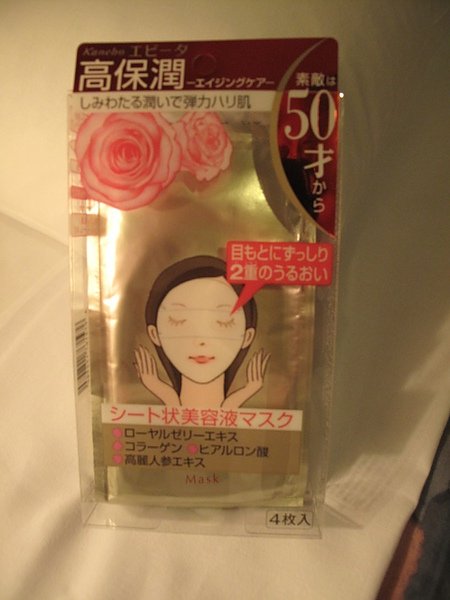 Kanebo エビータ
高保潤
ーエイジングケアー
しみわたる潤いで弾力ハリ肌
素敵は
50
才から
目もとにずっしり
2重のうるおい
シート状美容液マスク
ローヤルゼリーエキス
コラーゲン ヒアルロン酸
高麗人参エキス
Mask
4枚入